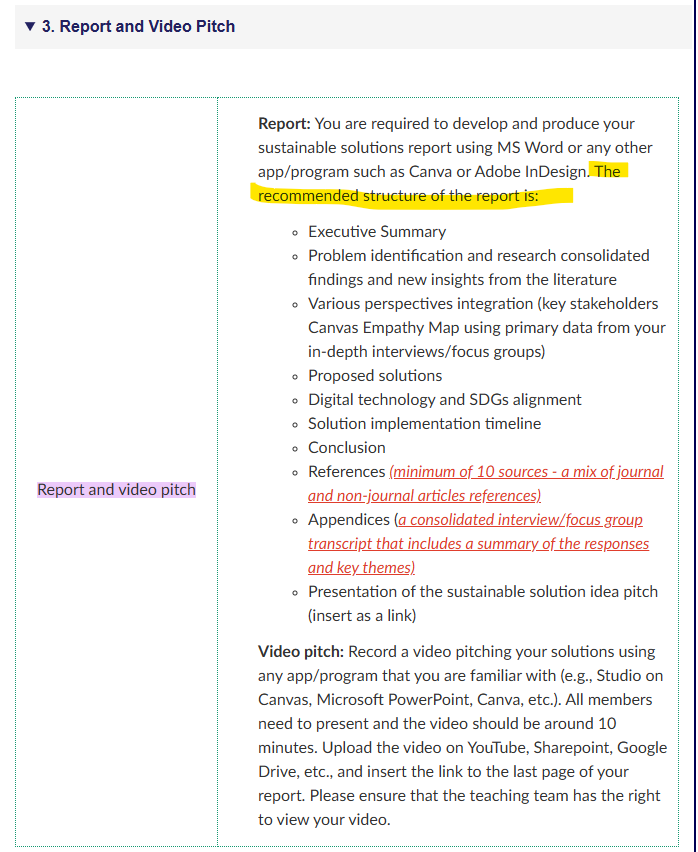 ▼ 3. Report and Video Pitch
Report and video pitch
Report: You are required to develop and produce your
sustainable solutions report using MS Word or any other
app/program such as Canva or Adobe InDesign. The
recommended structure of the report is:
◦ Executive Summary
◦ Problem identification and research consolidated
findings and new insights from the literature
◦ Various perspectives integration (key stakeholders
Canvas Empathy Map using primary data from your
in-depth interviews/focus groups)
◦ Proposed solutions
◦ Digital technology and SDGs alignment
◦ Solution implementation timeline
◦ Conclusion
◦ References (minimum of 10 sources - a mix of journal
and non-journal articles references)
◦ Appendices (a consolidated interview/focus group
transcript that includes a summary of the responses
and key themes)
◦ Presentation of the sustainable solution idea pitch
(insert as a link)
Video pitch: Record a video pitching your solutions using
any app/program that you are familiar with (e.g., Studio on
Canvas, Microsoft PowerPoint, Canva, etc.). All members
need to present and the video should be around 10
minutes. Upload the video on YouTube, Sharepoint, Google
Drive, etc., and insert the link to the last page of your
report. Please ensure that the teaching team has the right
to view your video.